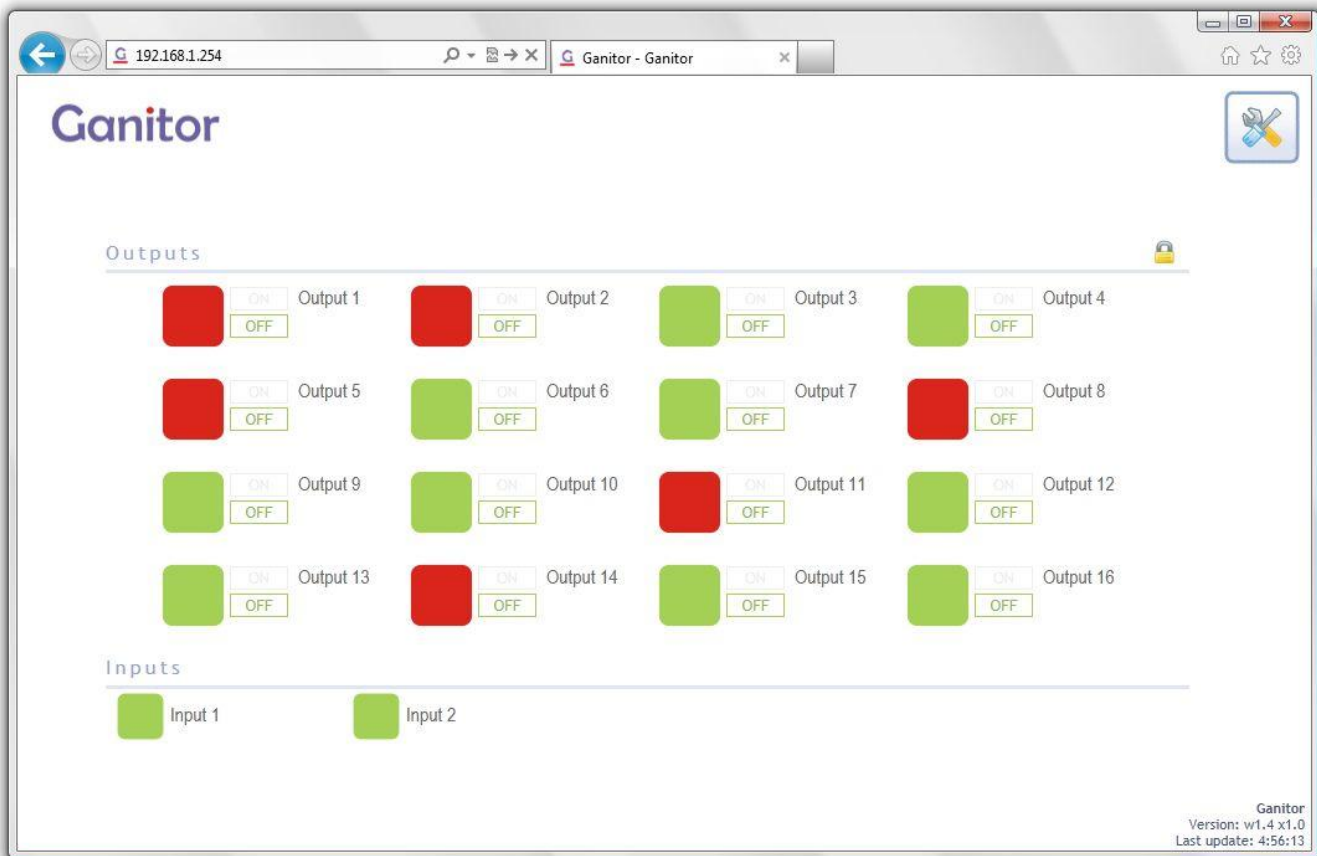 192.168.1.254
Ganitor - Ganitor
Ganitor
Outputs
ON Output 1 ON Output 2 ON Output 3 ON Output 4
OFF OFF OFF OFF
ON Output 5 ON Output 6 ON Output 7 ON Output 8
OFF OFF OFF OFF
ON Output 9 ON Output 10 ON Output 11 ON Output 12
OFF OFF OFF OFF
ON Output 13 ON Output 14 ON Output 15 ON Output 16
OFF OFF OFF OFF
Inputs
Input 1 Input 2
Ganitor
Version: w1.4 x1.0
Last update: 4:56:13